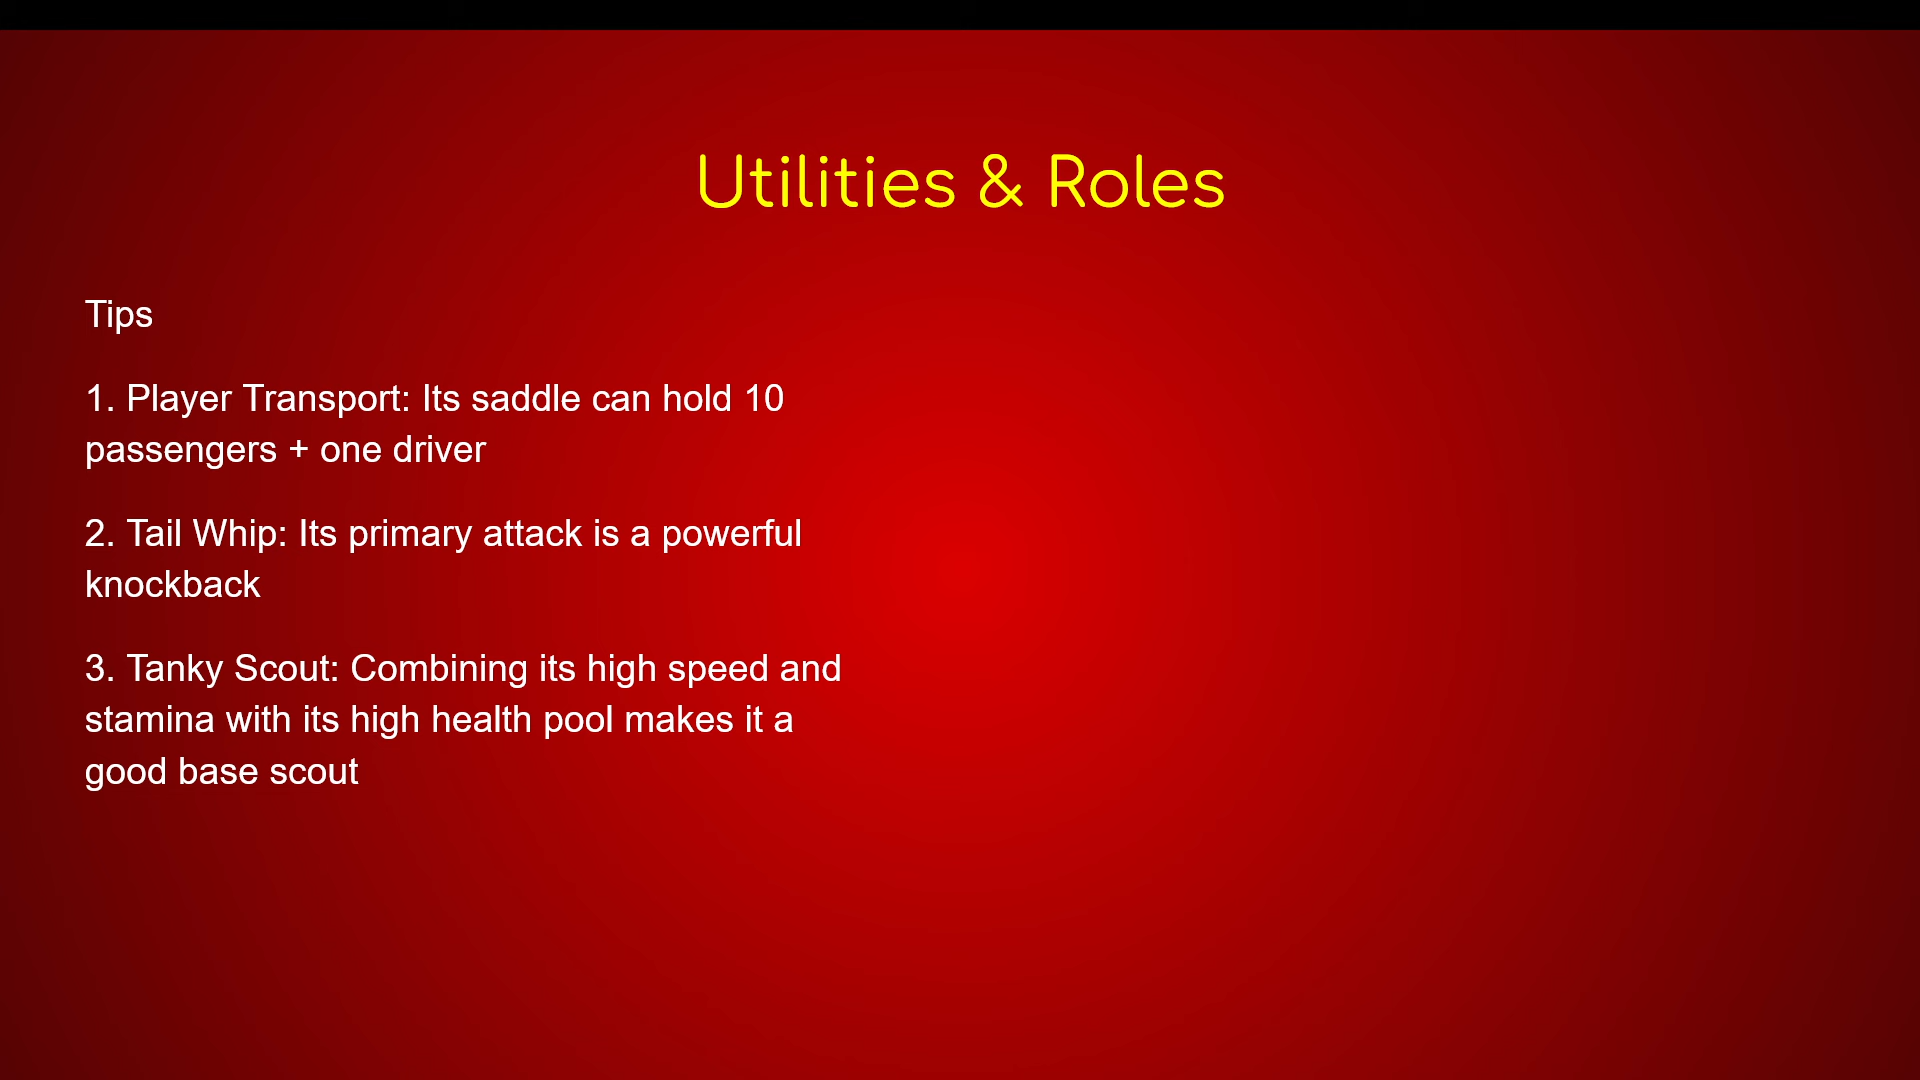 Utilities & Roles
Tips
1. Player Transport: Its saddle can hold 10
passengers + one driver
2. Tail Whip: Its primary attack is a powerful
knockback
3. Tanky Scout: Combining its high speed and
stamina with its high health pool makes it a
good base scout